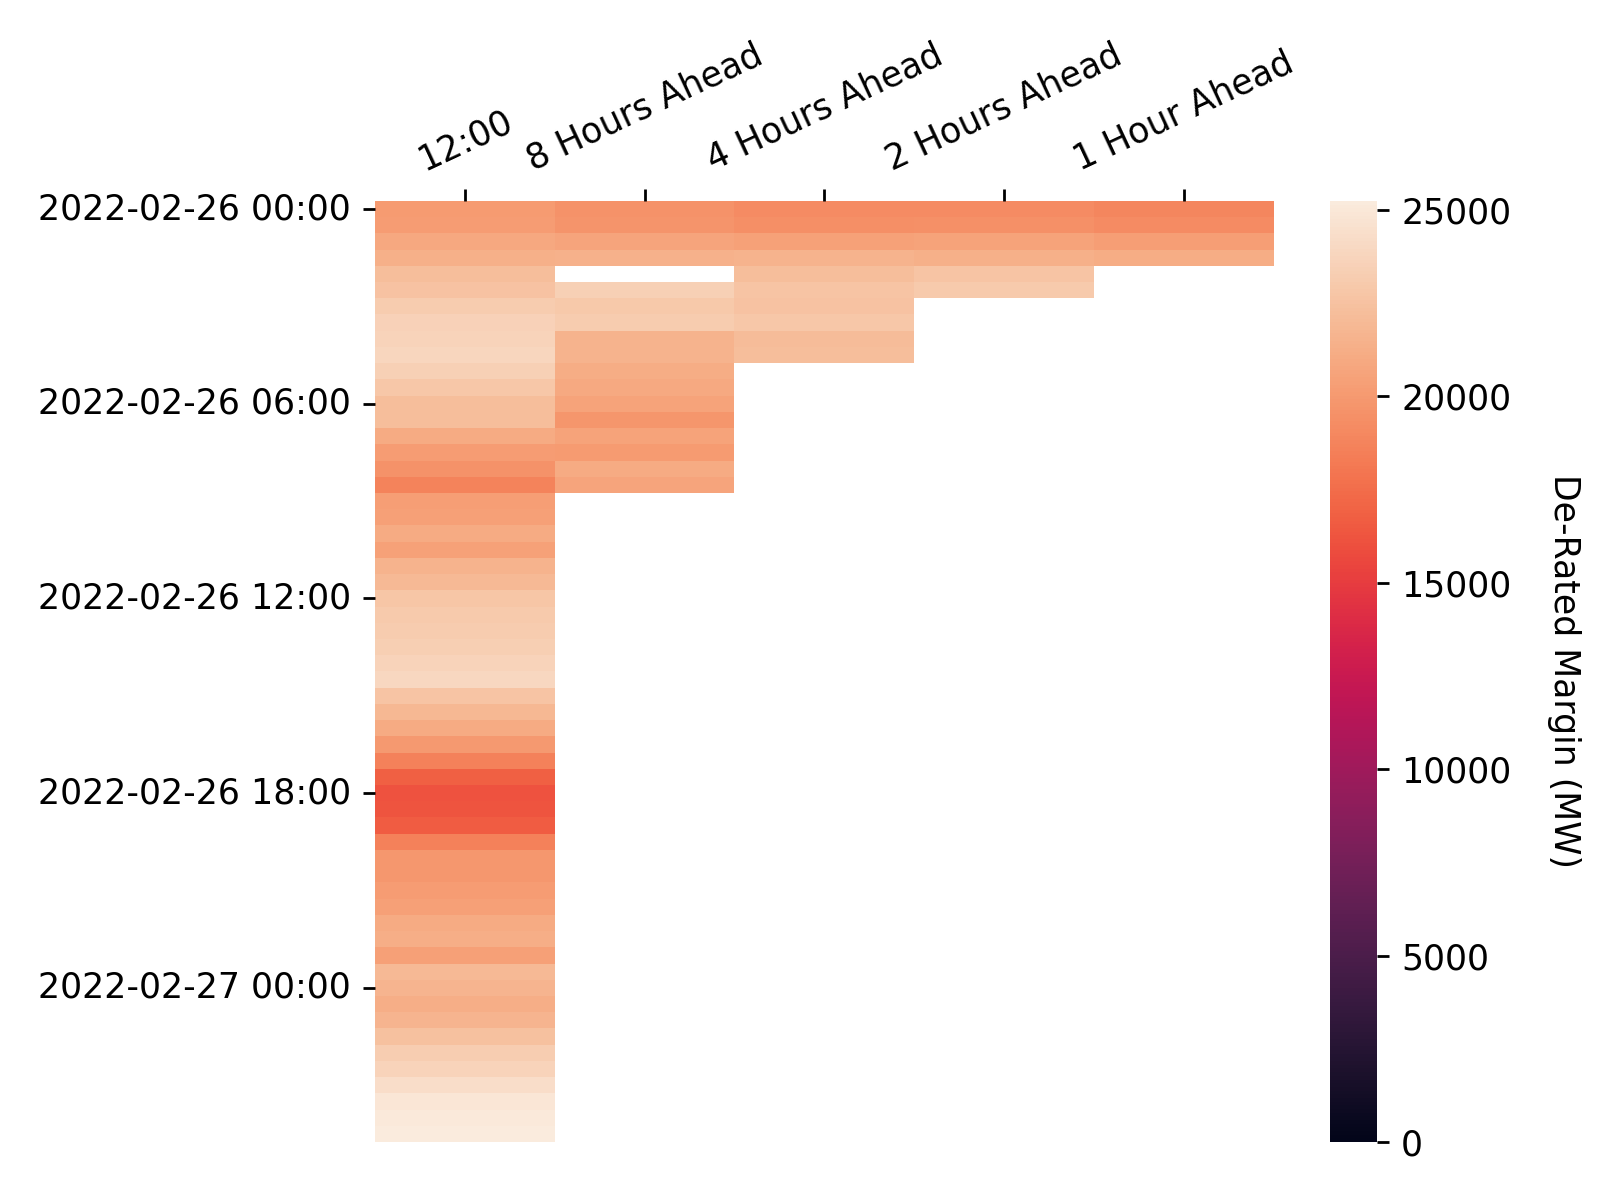 12:00
8 Hours Ahead
4 Hours Ahead
2 Hours Ahead
1 Hour Ahead
2022-02-26 00:00
2022-02-26 06:00
2022-02-26 12:00
2022-02-26 18:00
2022-02-27 00:00
25000
20000
15000
10000
5000
0
De-Rated Margin (MW)